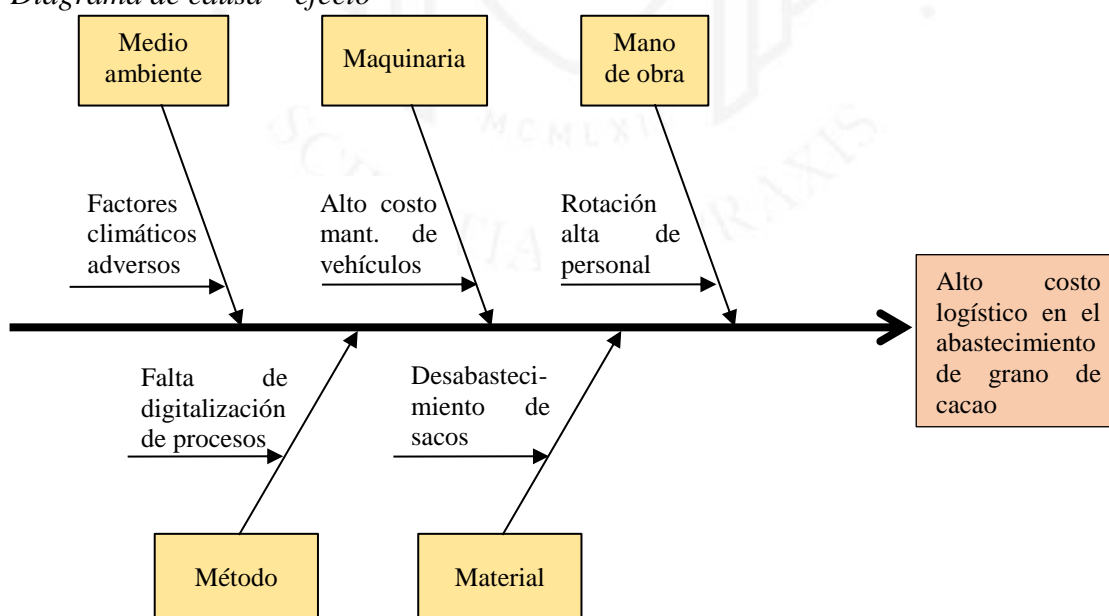 Diagrama de causa – efecto
Medio
ambiente
Maquinaria
Mano
de obra
Factores
climáticos
adversos
Alto costo
mant. de
vehículos
Rotación
alta de
personal
Alto costo
logístico en el
abastecimiento
de grano de
cacao
Falta de
digitalización
de procesos
Desabasteci-
miento de
sacos
Método
Material